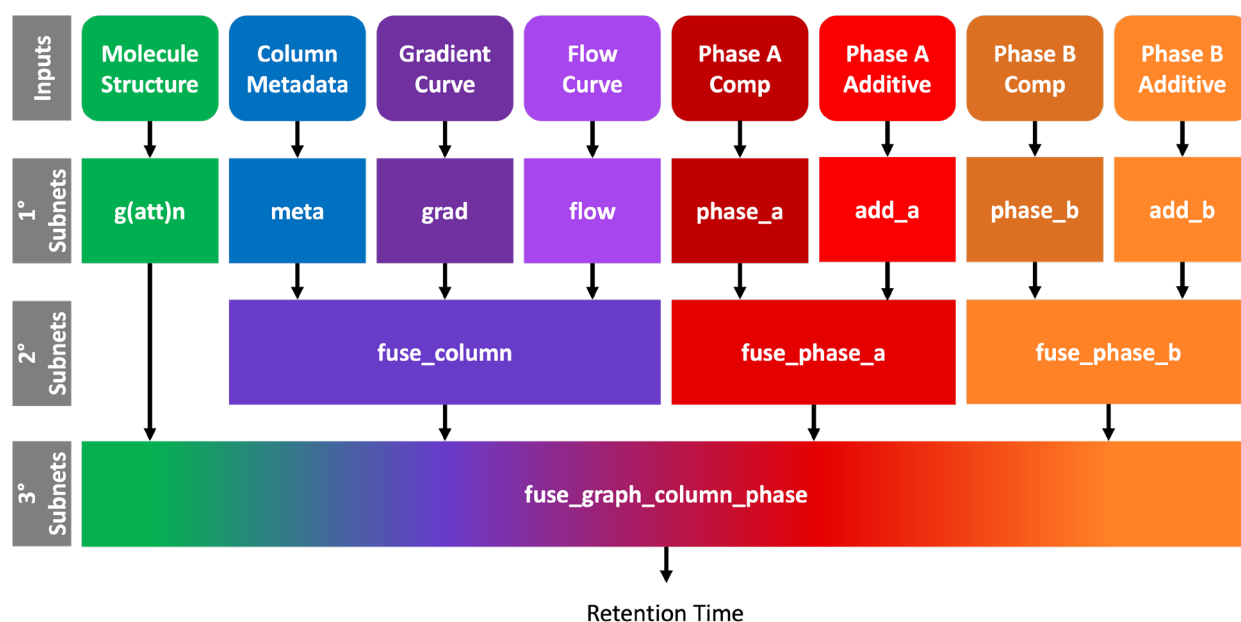 Inputs
Molecule
Structure
Column
Metadata
Gradient
Curve
Flow
Curve
Phase A
Comp
Phase A
Additive
Phase B
Comp
Phase B
Additive
1°
Subnets
g(att)n
meta
grad
flow
phase_a
add_a
phase_b
add_b
2°
Subnets
fuse_column
fuse_phase_a
fuse_phase_b
3°
Subnets
fuse_graph_column_phase
Retention Time